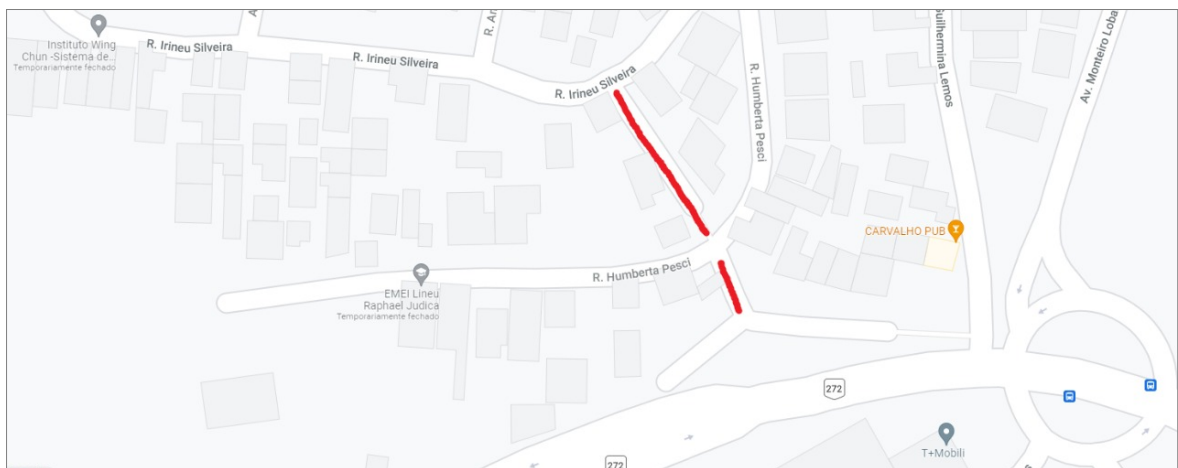 Instituto Wing
Chun -Sistema de...
Temporariamente fechado
R. Irineu Silveira
R. Irineu Silveira
R. Irineu Silveira
R. Humberta Pesci
Guilhermina Lemos
Av. Monteiro Loba
CARVALHO PUB
R. Humberta Pesci
EMEI Lineu
Raphael Judica
Temporariamente fechado
272
T+Mobili
272